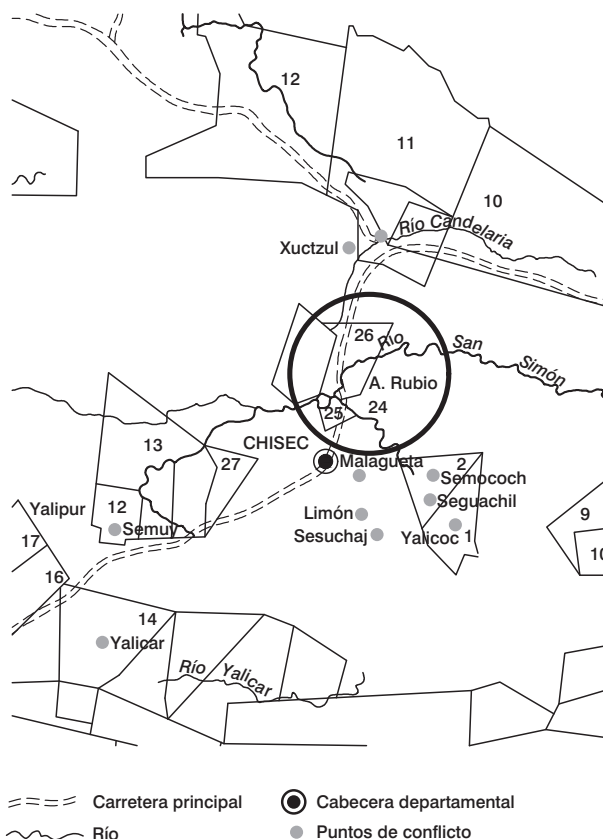 12
11
10
Río Candelaria
Xuctzul
26
Río San Simón
A. Rubio
25
24
CHISEC
13
27
Malagueta
2
Semococh
Seguachil
12
Yalipur
Semuy
Limón
Sesuchaj
Yalicoc 1
9
10
17
16
14
Yalicar
Río Yalicar
Carretera principal
Cabecera departamental
Río
Puntos de conflicto